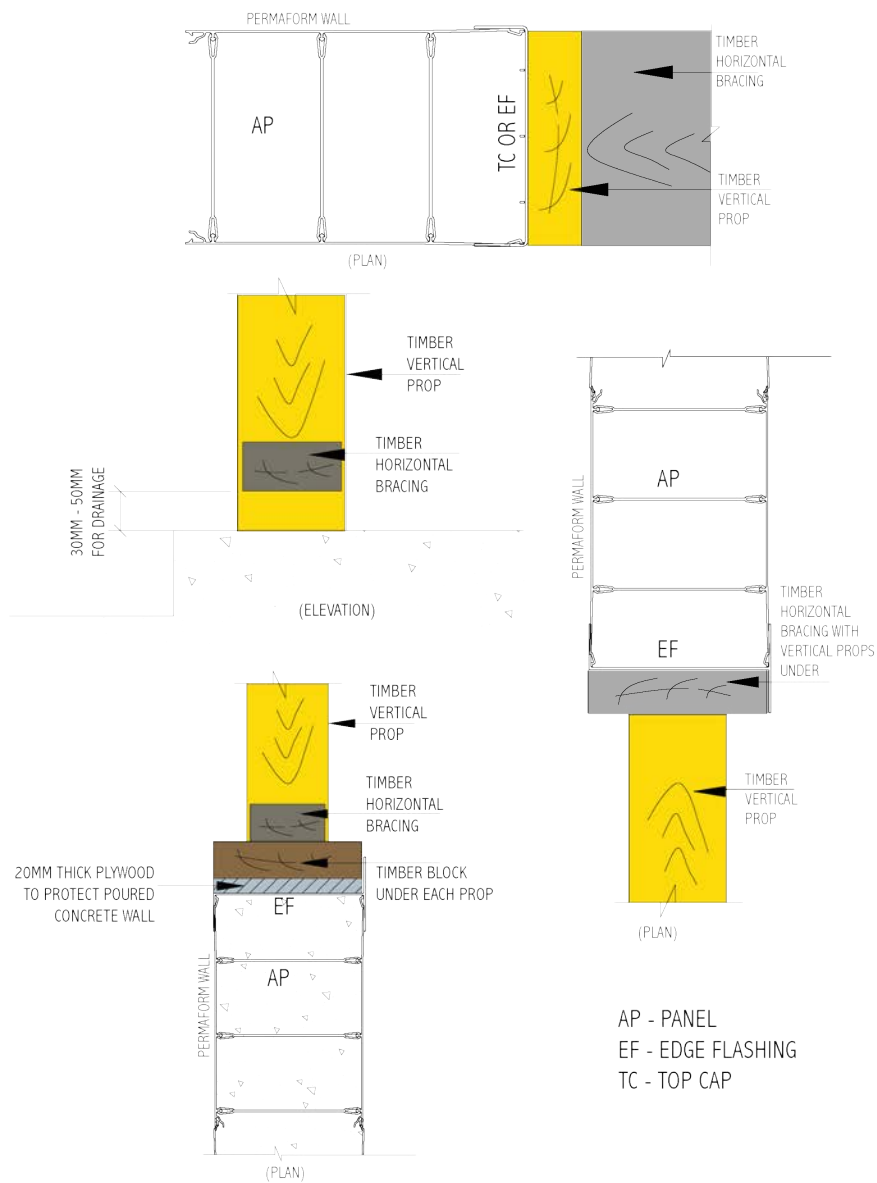 PERMAFORM WALL
AP
TC OR EF
TIMBER
HORIZONTAL
BRACING
TIMBER
VERTICAL
PROP
(PLAN)
TIMBER
VERTICAL
PROP
TIMBER
HORIZONTAL
BRACING
30MM - 50MM
FOR DRAINAGE
(ELEVATION)
PERMAFORM WALL
AP
EF
TIMBER
HORIZONTAL
BRACING WITH
VERTICAL PROPS
UNDER
TIMBER
VERTICAL
PROP
(PLAN)
TIMBER
VERTICAL
PROP
TIMBER
HORIZONTAL
BRACING
20MM THICK PLYWOOD
TO PROTECT POURED
CONCRETE WALL
TIMBER BLOCK
UNDER EACH PROP
EF
AP
PERMAFORM WALL
(PLAN)
AP - PANEL
EF - EDGE FLASHING
TC - TOP CAP